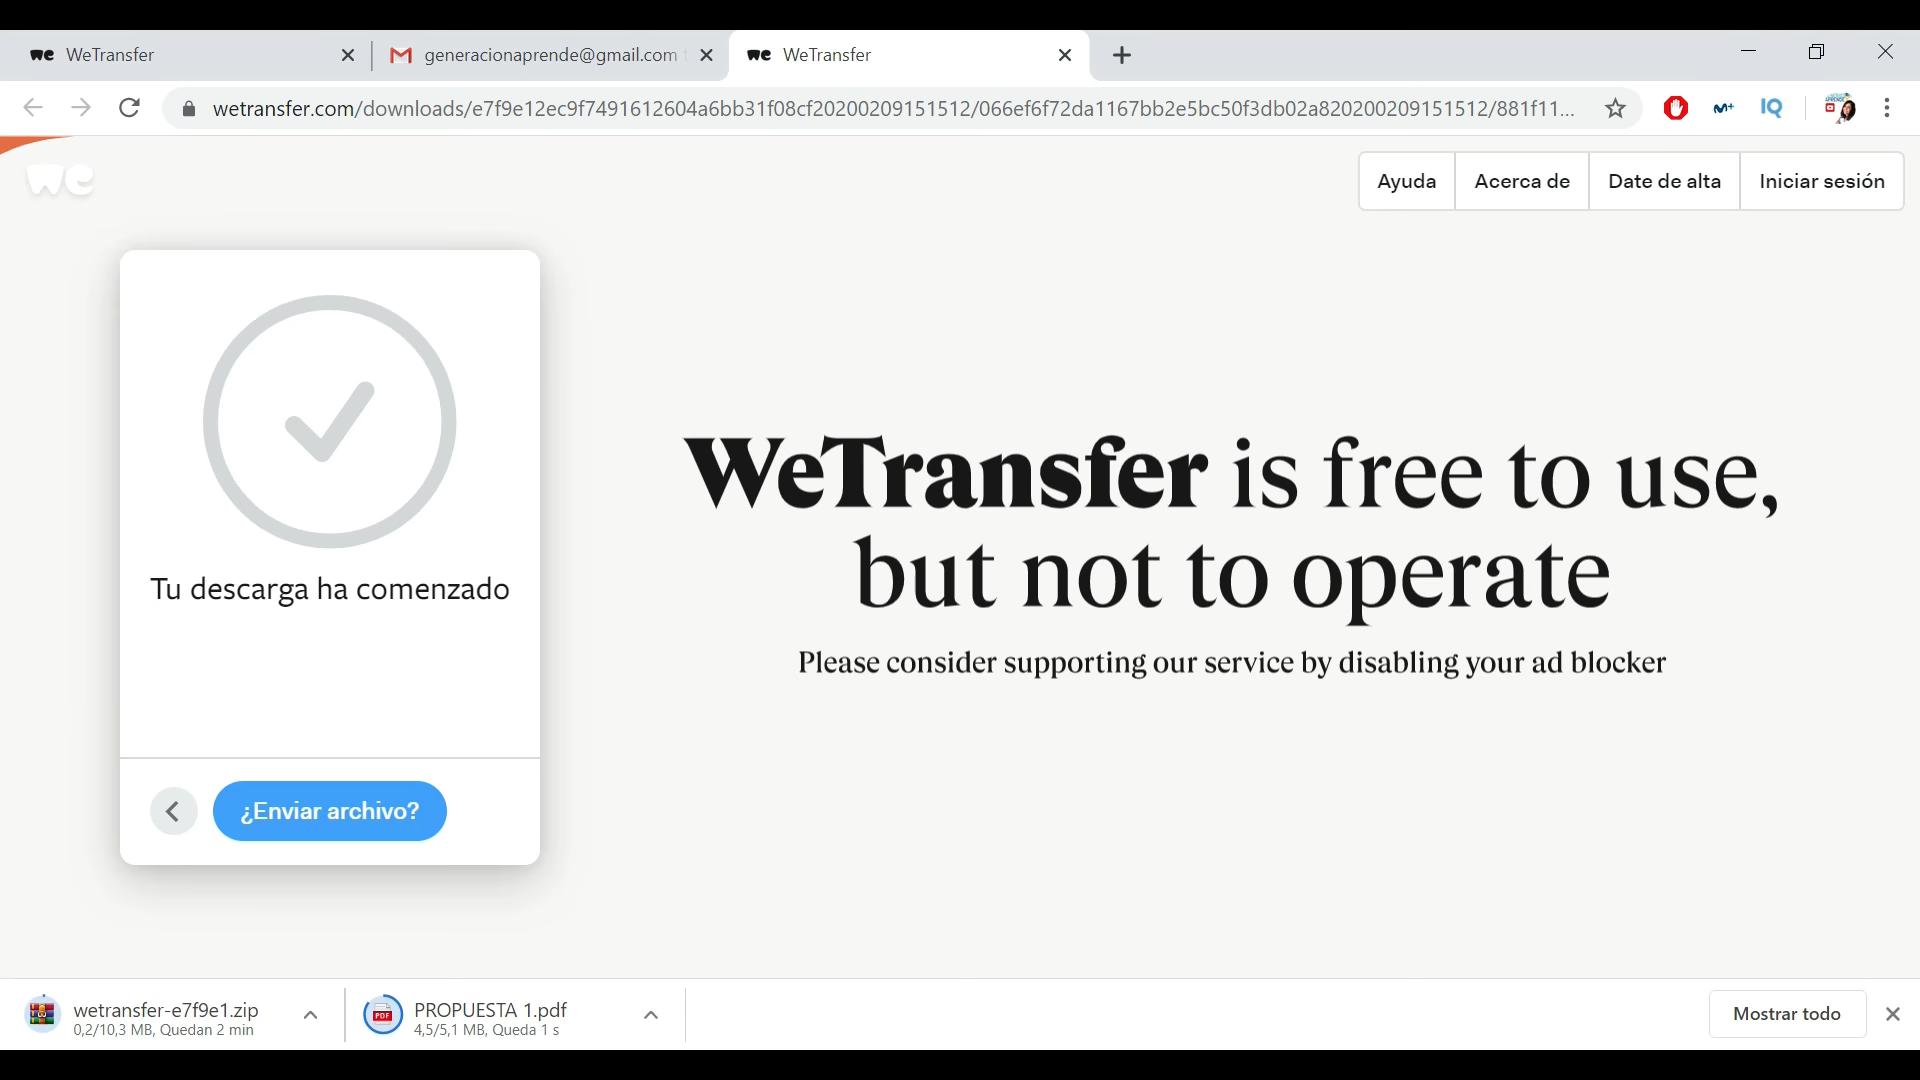 WeTransfer
generacionaprende@gmail.com
WeTransfer
wetransfer.com/downloads/e7f9e12ec9f7491612604a6bb31f08cf20200209151512/066ef6f72da1167bb2e5bc50f3db02a820200209151512/881f11...
M+
IQ
we
Ayuda
Acerca de
Date de alta
Iniciar sesión
Tu descarga ha comenzado
¿Enviar archivo?
WeTransfer is free to use,
but not to operate
Please consider supporting our service by disabling your ad blocker
wetransfer-e7f9e1.zip
0,2/10,3 MB, Quedan 2 min
PDF
PROPUESTA 1.pdf
4,5/5,1 MB, Queda 1 s
Mostrar todo